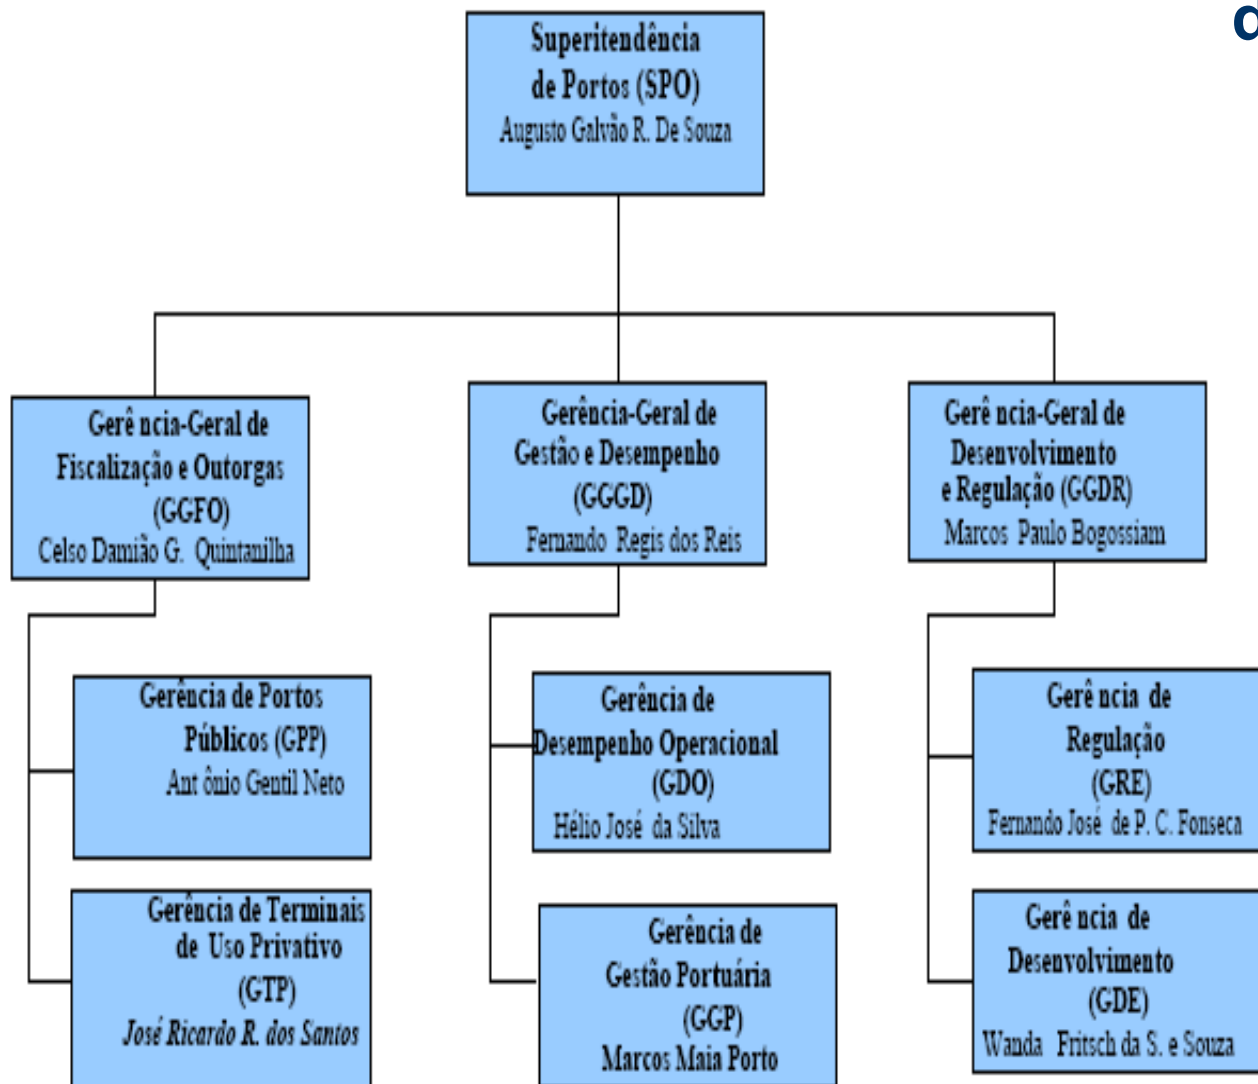 d
Superitendência
de Portos (SPO)
Augusto Galvão R. De Souza
Gerê ncia-Geral de
Fiscalização e Outorgas
(GGFO)
Celso Damião G. Quintanilha
Gerência-Geral de
Gestão e Desempenho
(GGGD)
Fernando Regis dos Reis
Gerê ncia-Geral de
Desenvolvimento
e Regulação (GGDR)
Marcos Paulo Bogossiam
Gerência de Portos
Públicos (GPP)
Ant ônio Gentil Neto
Gerência de Terminais
de Uso Privativo
(GTP)
José Ricardo R. dos Santos
Gerência de
Desempenho Operacional
(GDO)
Hélio José da Silva
Gerência de
Gestão Portuária
(GGP)
Marcos Maia Porto
Gerê ncia de
Regulação
(GRE)
Fernando José de P. C. Fonseca
Gerê ncia de
Desenvolvimento
(GDE)
Wanda Fritsch da S. e Souza